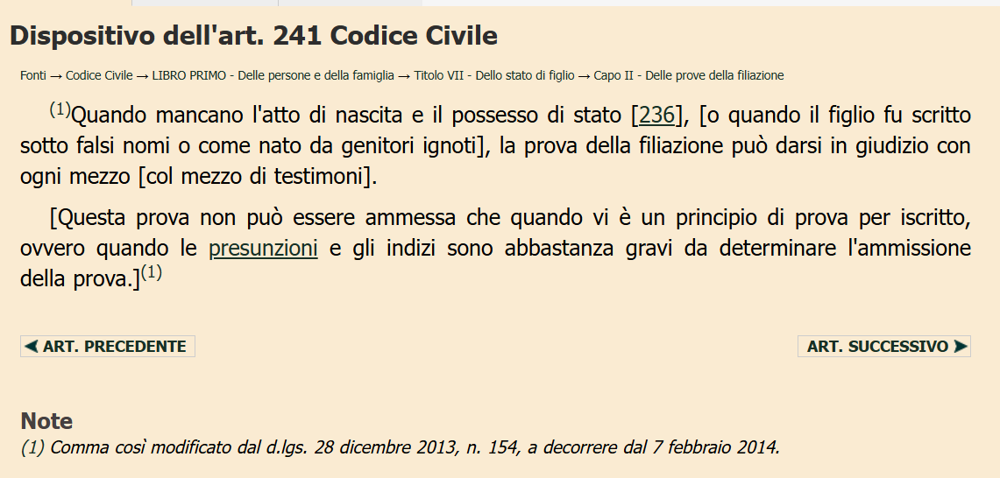 Dispositivo dell'art. 241 Codice Civile
Fonti → Codice Civile → LIBRO PRIMO - Delle persone e della famiglia → Titolo VII - Dello stato di figlio → Capo II - Delle prove della filiazione
(1)Quando mancano l'atto di nascita e il possesso di stato [236], [o quando il figlio fu scritto
sotto falsi nomi o come nato da genitori ignoti], la prova della filiazione può darsi in giudizio con
ogni mezzo [col mezzo di testimoni].
[Questa prova non può essere ammessa che quando vi è un principio di prova per iscritto,
ovvero quando le presunzioni e gli indizi sono abbastanza gravi da determinare l'ammissione
della prova.](1)
⮜ ART. PRECEDENTE
ART. SUCCESSIVO ⮞
Note
(1) Comma così modificato dal d.lgs. 28 dicembre 2013, n. 154, a decorrere dal 7 febbraio 2014.